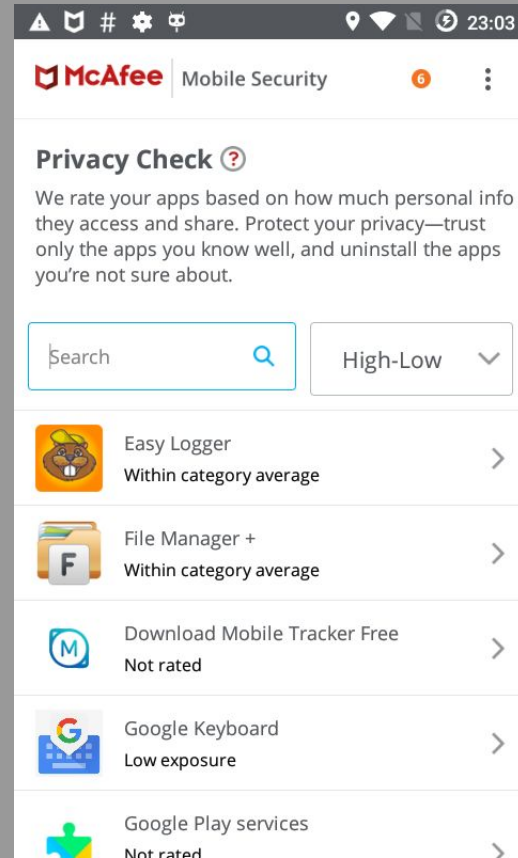 23:03
McAfee Mobile Security 6
Privacy Check ?
We rate your apps based on how much personal info
they access and share. Protect your privacy—trust
only the apps you know well, and uninstall the apps
you’re not sure about.
Search High-Low
Easy Logger
Within category average
File Manager +
Within category average
F
Download Mobile Tracker Free
M
Not rated
G
Google Keyboard
Low exposure
Google Play services
Not rated